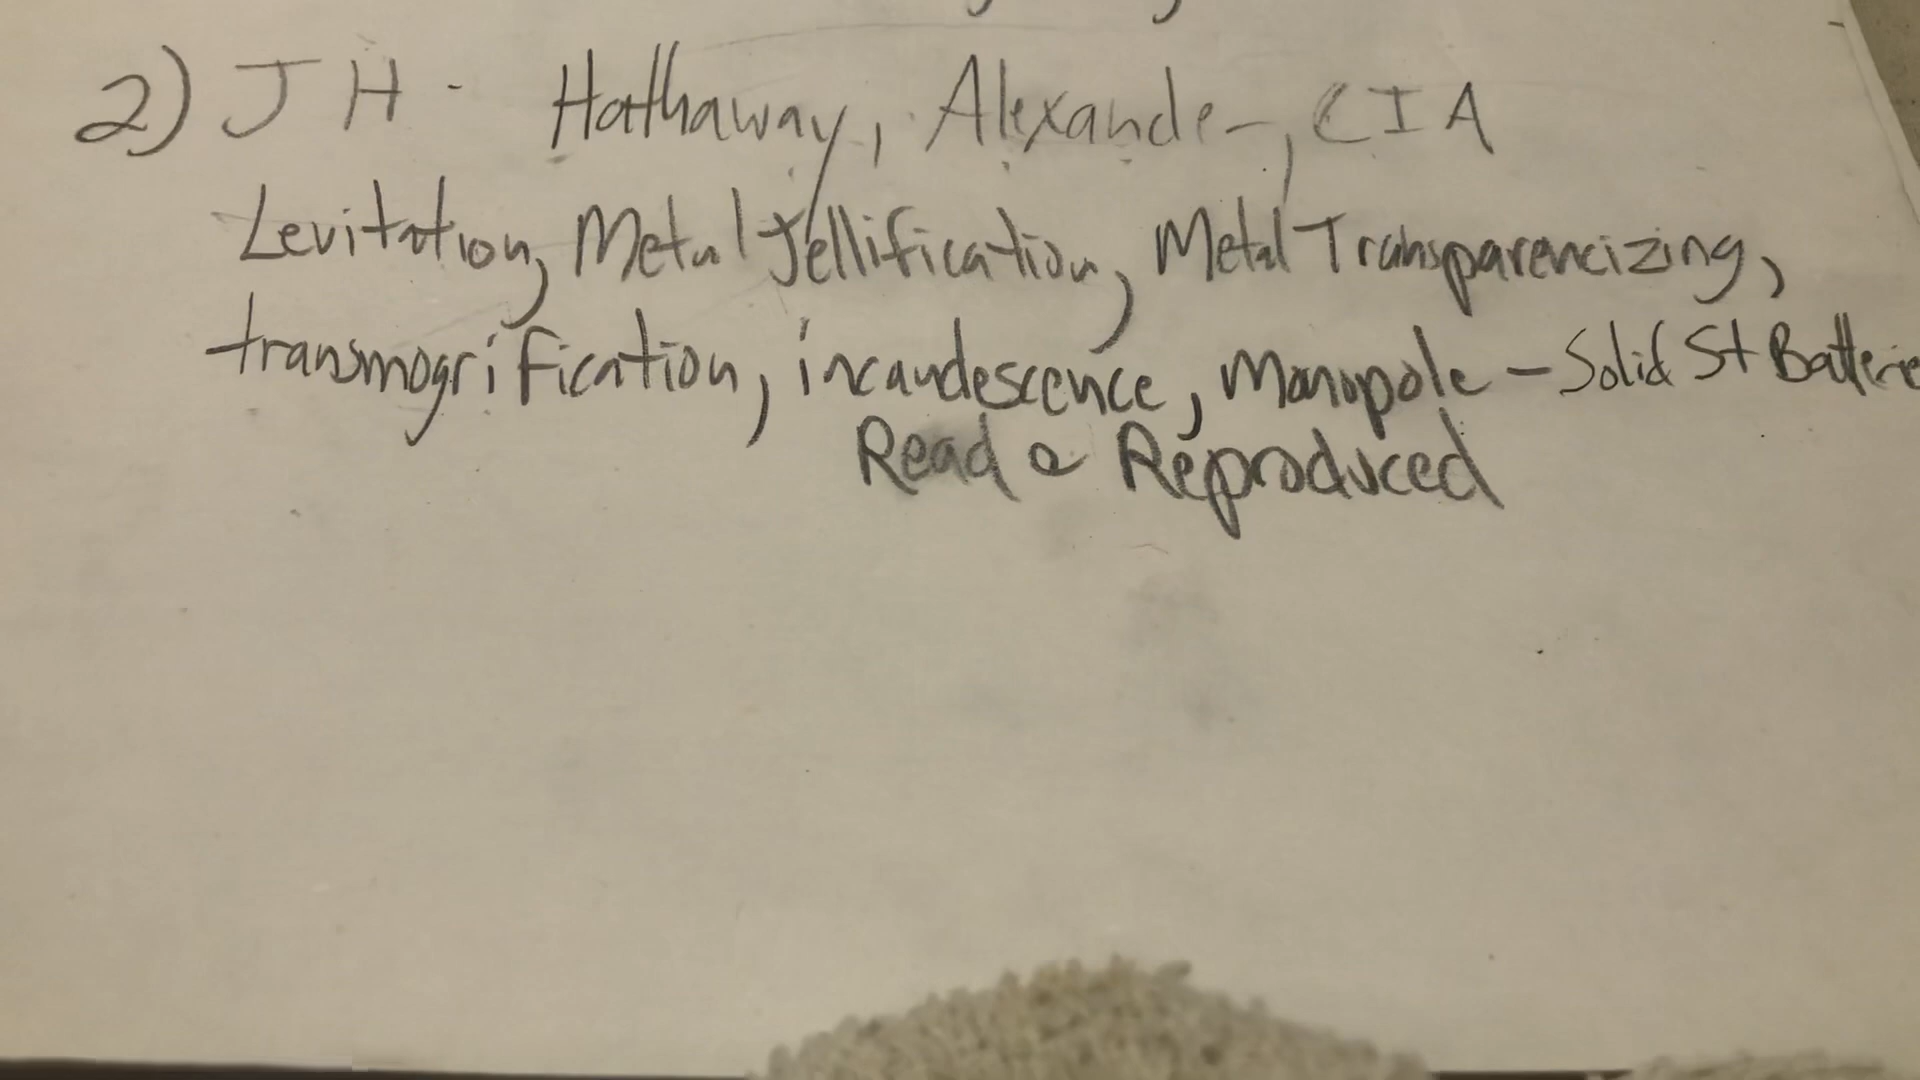 2) J H - Hathaway, Alexander, CIA
Levitation, Metal Jellification, Metal Transparencizing,
transmogrification, incandescence, Monopole - Solid St Batterie
Read & Reproduced